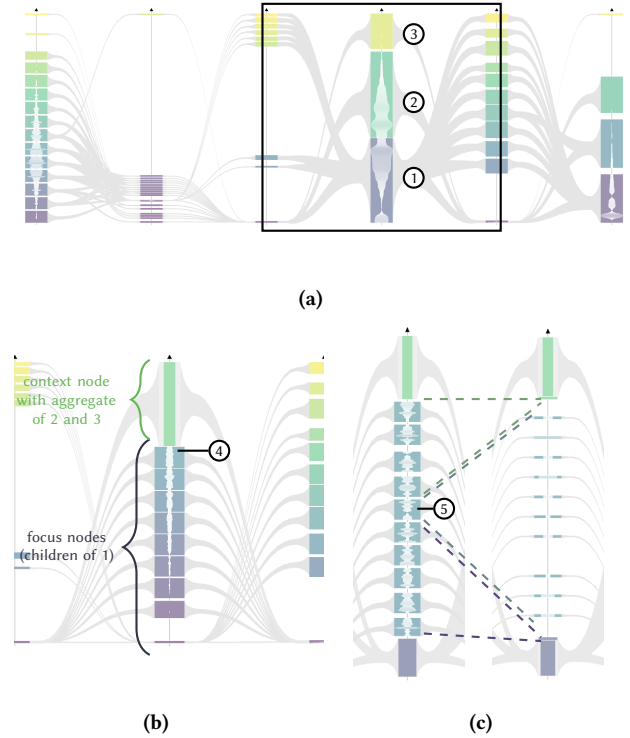 3
2
1
(a)
context node
with aggregate
of 2 and 3
4
focus nodes
(children of 1)
5
(b)
(c)